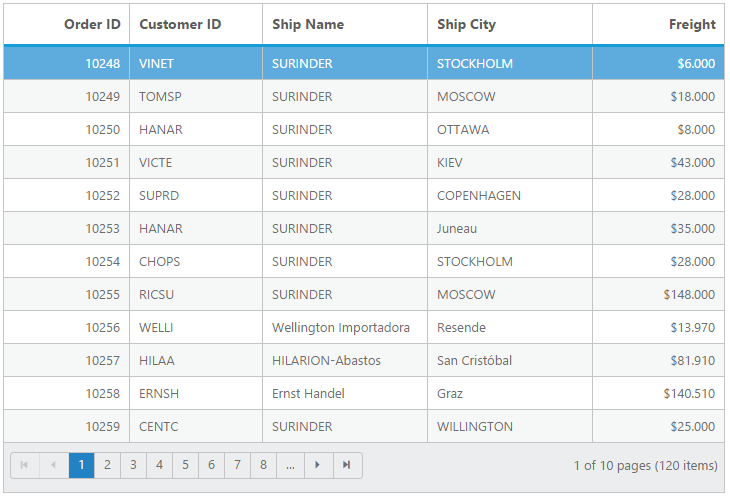 Order ID Customer ID Ship Name Ship City Freight
10248 VINET SURINDER STOCKHOLM $6.000
10249 TOMSP SURINDER MOSCOW $18.000
10250 HANAR SURINDER OTTAWA $8.000
10251 VICTE SURINDER KIEV $43.000
10252 SUPRD SURINDER COPENHAGEN $28.000
10253 HANAR SURINDER Juneau $35.000
10254 CHOPS SURINDER STOCKHOLM $28.000
10255 RICSU SURINDER MOSCOW $148.000
10256 WELLI Wellington Importadora Resende $13.970
10257 HILAA HILARION-Abastos San Cristóbal $81.910
10258 ERNSH Ernst Handel Graz $140.510
10259 CENTC SURINDER WILLINGTON $25.000
1 2 3 4 5 6 7 8 ... 1 of 10 pages (120 items)